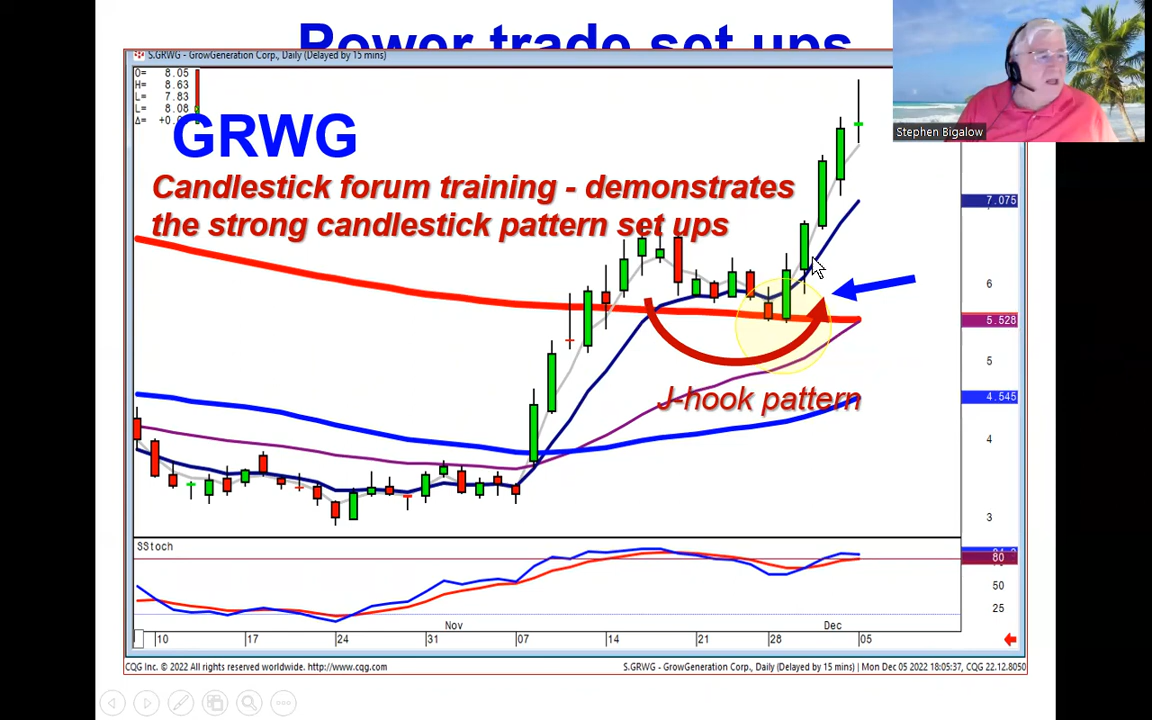 Power trade set ups
S.GRWG - GrowGeneration Corp., Daily (Delayed by 15 mins)
O= 8.05
H= 8.63
L= 7.83
L= 8.08
Δ= +0.
GRWG
Candlestick forum training - demonstrates
the strong candlestick pattern set ups
Stephen Bigalow
7.075
6
5.528
5
4.545
4
3
J-hook pattern
SStoch
80
50
25
Nov
Dec
10
17
24
31
07
14
21
28
05
CQG Inc. © 2022 All rights reserved worldwide. http://www.cqg.com
S.GRWG - GrowGeneration Corp., Daily (Delayed by 15 mins) | Mon Dec 05 2022 18:05:37, CQG 22.12.8050